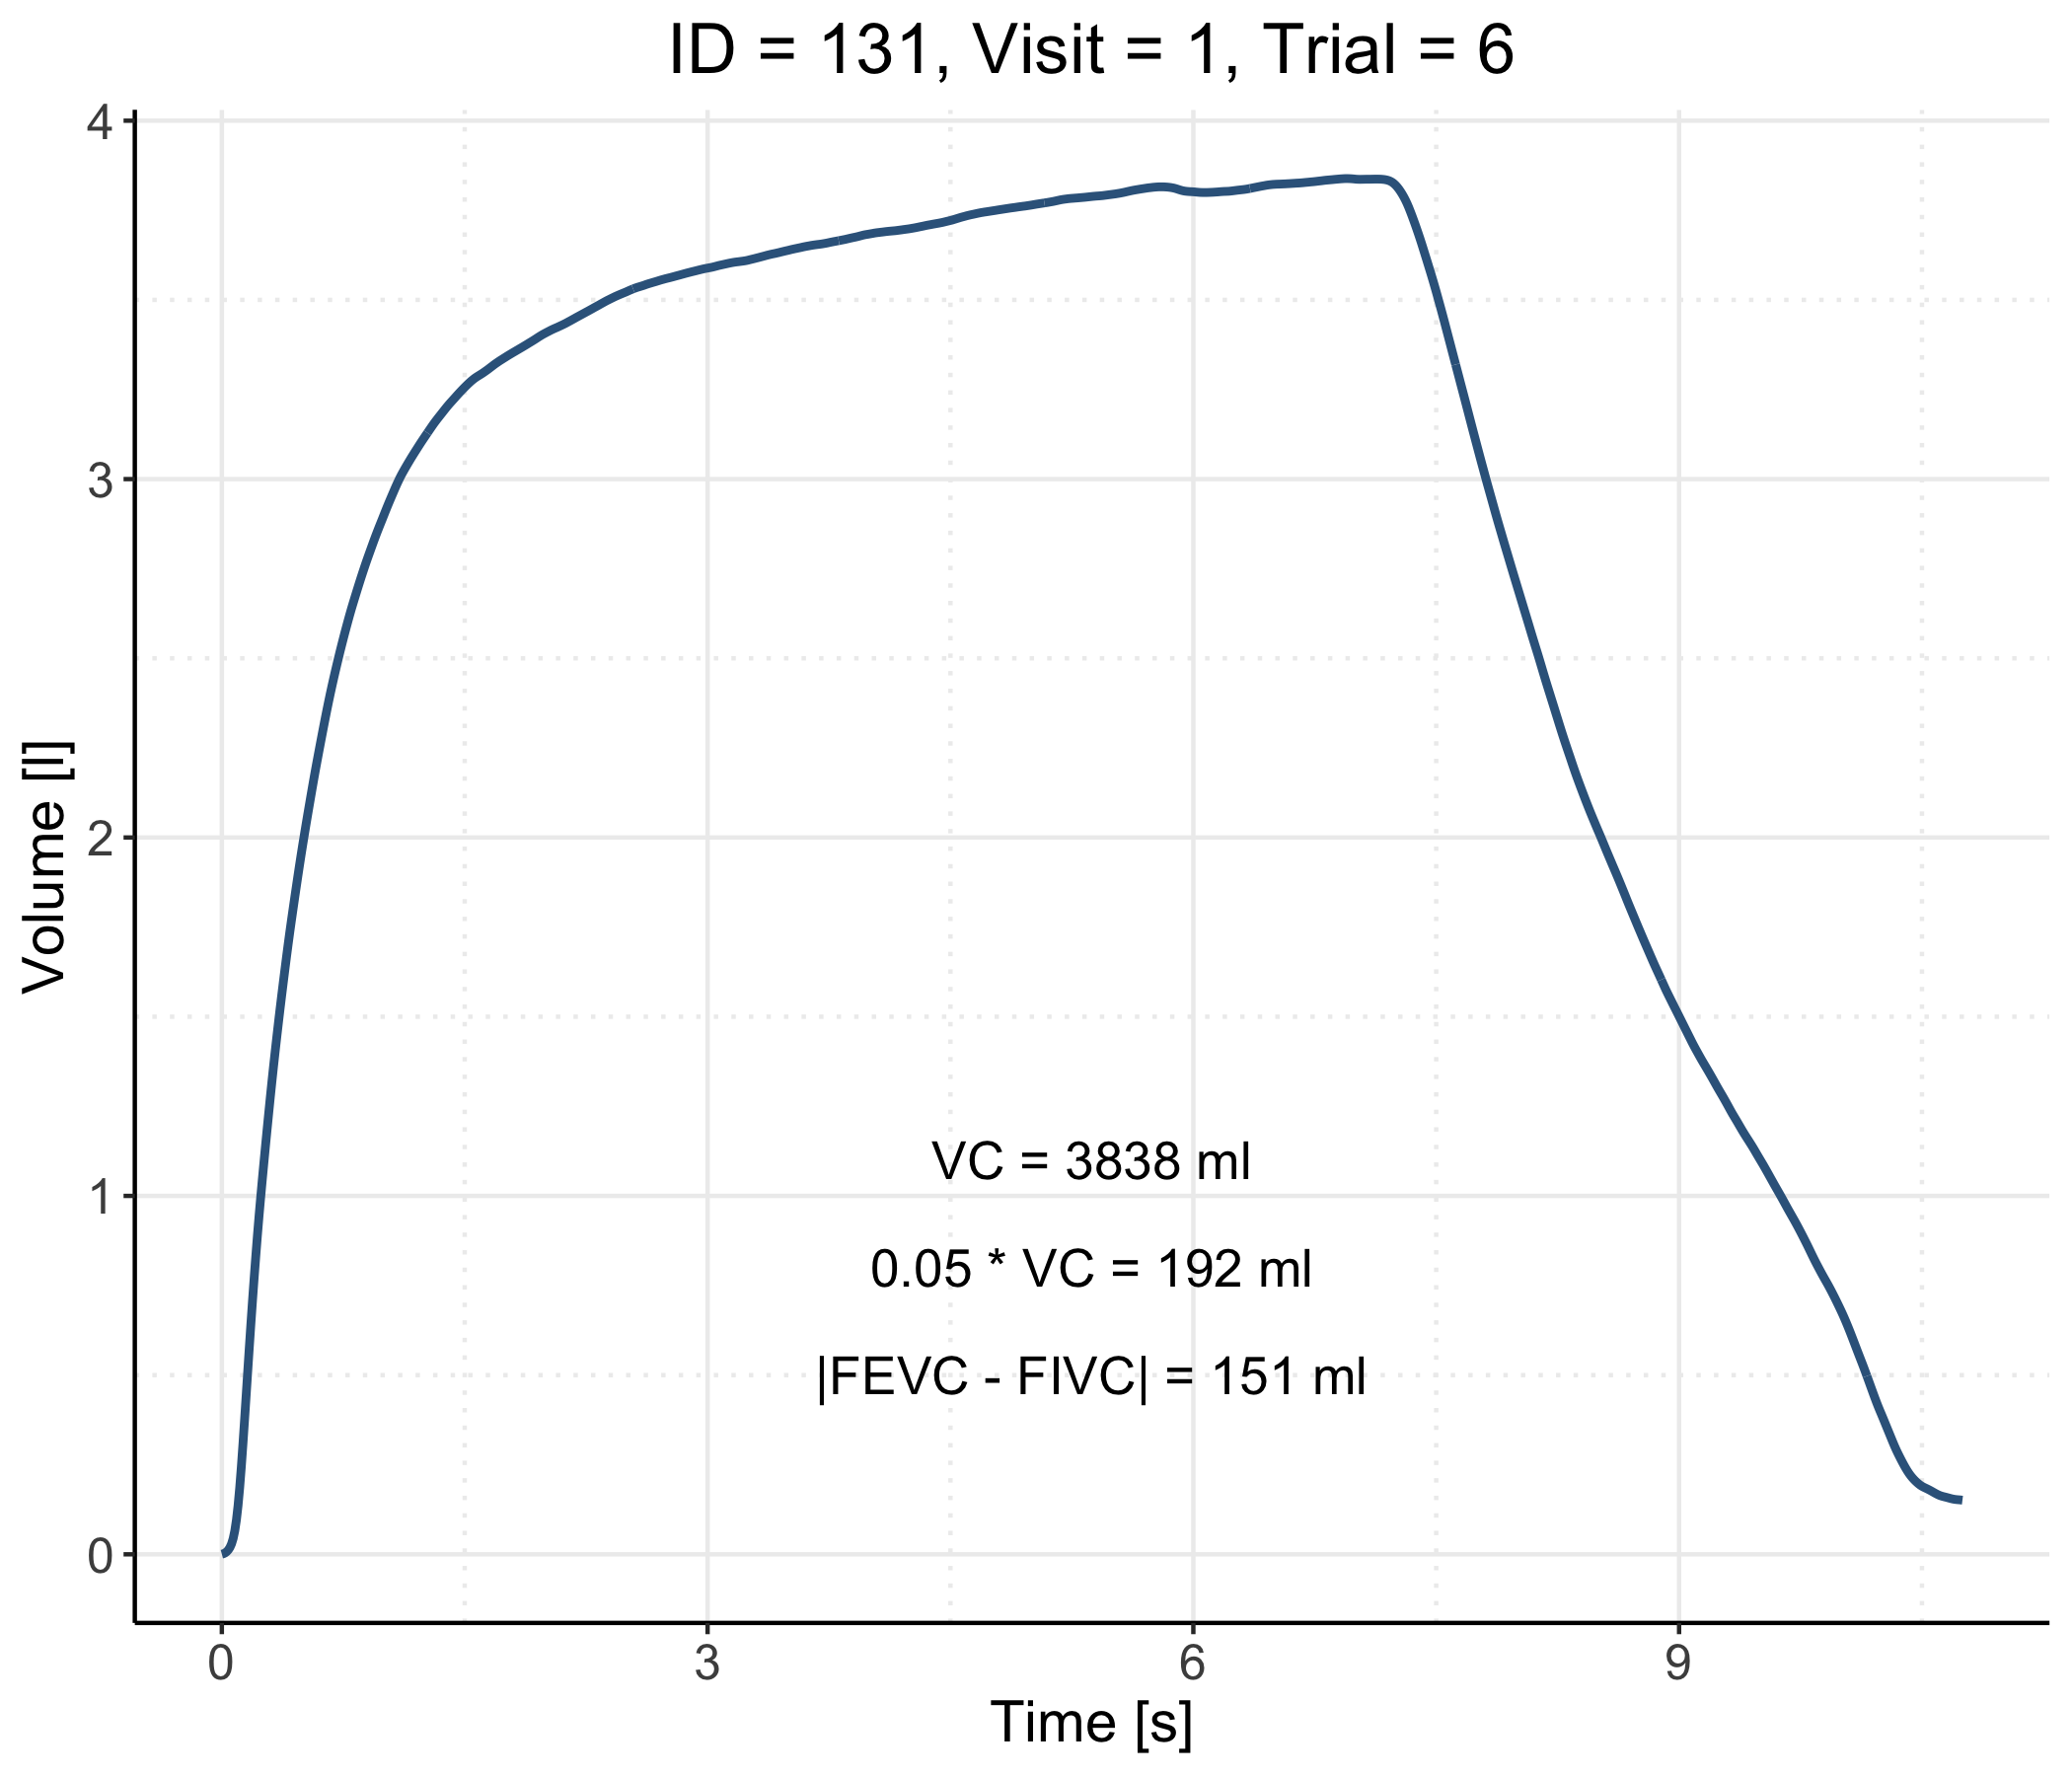 ID = 131, Visit = 1, Trial = 6
4
3
2
1
0
Volume [l]
VC = 3838 ml
0.05 * VC = 192 ml
|FEVC - FIVC| = 151 ml
0 3 6 9
Time [s]